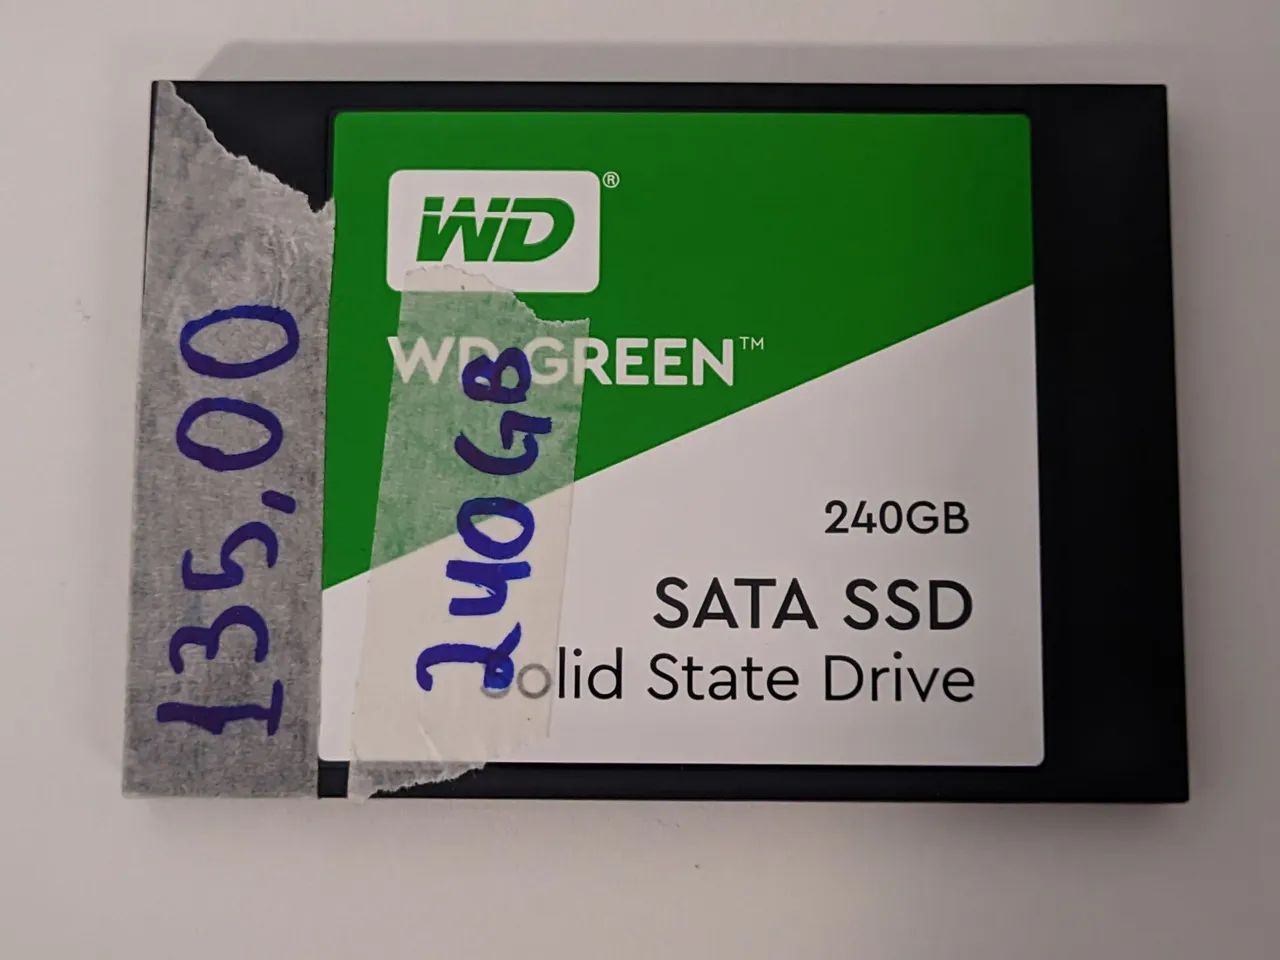 135,00
WD®
WD GREEN™
240GB
240GB
SATA SSD
Solid State Drive